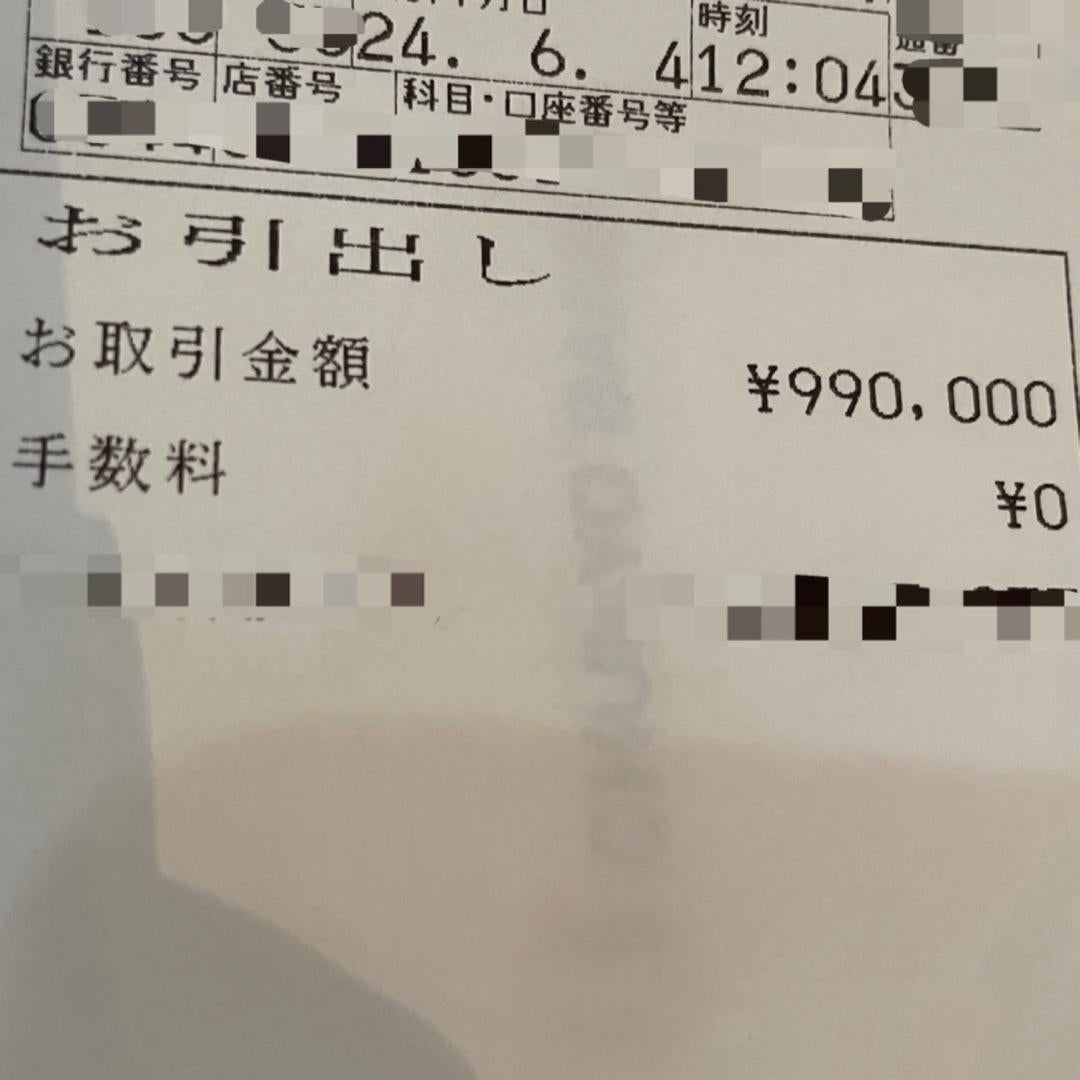 時刻
24. 6. 4 12:04
銀行番号 店番号 科目・口座番号等
お引出し
お取引金額 ¥990,000
手数料 ¥0